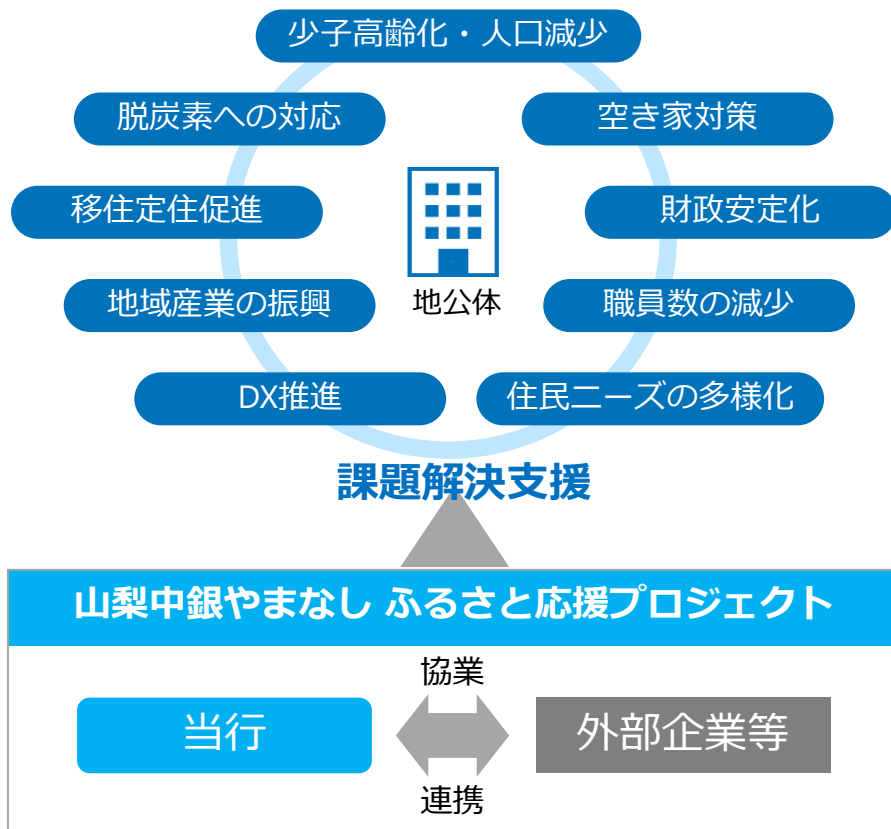 少子高齢化・人口減少
脱炭素への対応
空き家対策
移住定住促進
財政安定化
地公体
地域産業の振興
職員数の減少
DX推進
住民ニーズの多様化
課題解決支援
山梨中銀やまなし ふるさと応援プロジェクト
協業
当行
外部企業等
連携